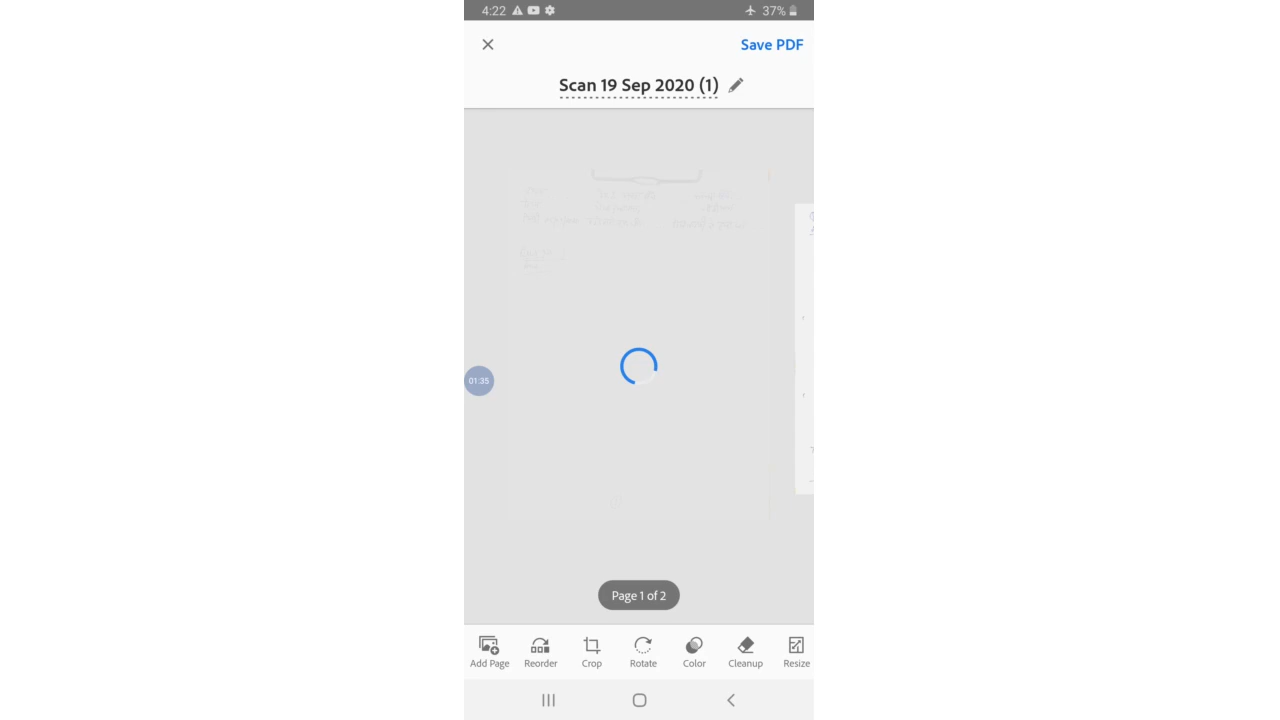 4:22 37%
Save PDF
Scan 19 Sep 2020 (1)
01:35
Page 1 of 2
Add Page Reorder Crop Rotate Color Cleanup Resize